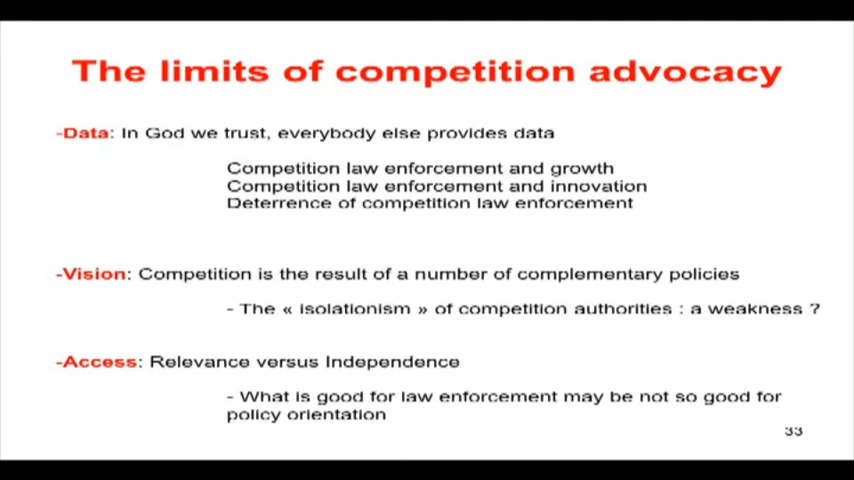 The limits of competition advocacy
-Data: In God we trust, everybody else provides data
Competition law enforcement and growth
Competition law enforcement and innovation
Deterrence of competition law enforcement
-Vision: Competition is the result of a number of complementary policies
- The « isolationism » of competition authorities : a weakness ?
-Access: Relevance versus Independence
- What is good for law enforcement may be not so good for
policy orientation
33